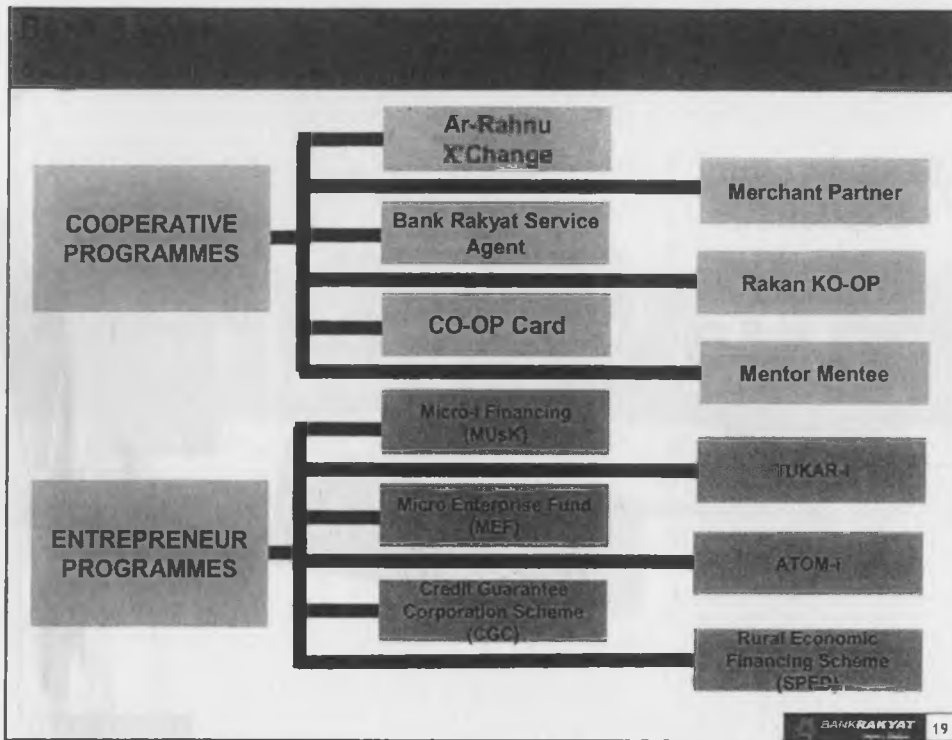 Ar-Rahnu
X'Change
Merchant Partner
COOPERATIVE
PROGRAMMES
Bank Rakyat Service
Agent
Rakan KO-OP
CO-OP Card
Mentor Mentee
Micro-i Financing
(MUsK)
TUKAR-i
ENTREPRENEUR
PROGRAMMES
Micro Enterprise Fund
(MEF)
ATOM-i
Credit Guarantee
Corporation Scheme
(CGC)
Rural Economic
Financing Scheme
(SPED)
BANKRAKYAT
19